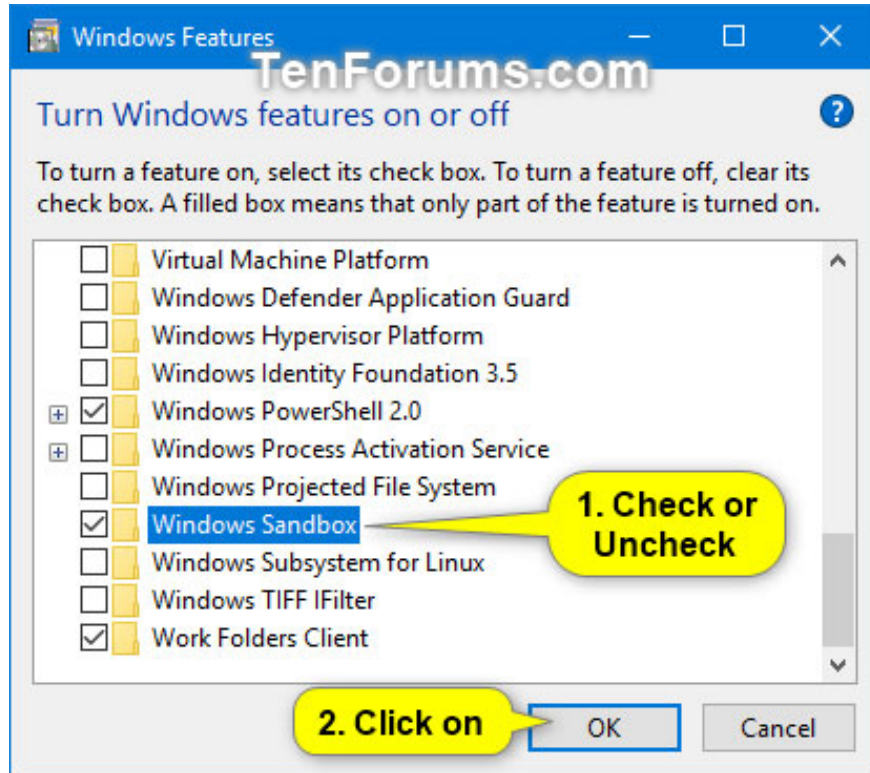 Windows Features
TenForums.com
Turn Windows features on or off
?
To turn a feature on, select its check box. To turn a feature off, clear its
check box. A filled box means that only part of the feature is turned on.
Virtual Machine Platform
Windows Defender Application Guard
Windows Hypervisor Platform
Windows Identity Foundation 3.5
Windows PowerShell 2.0
Windows Process Activation Service
Windows Projected File System
Windows Sandbox
1. Check or
Uncheck
Windows Subsystem for Linux
Windows TIFF IFilter
Work Folders Client
2. Click on
OK
Cancel